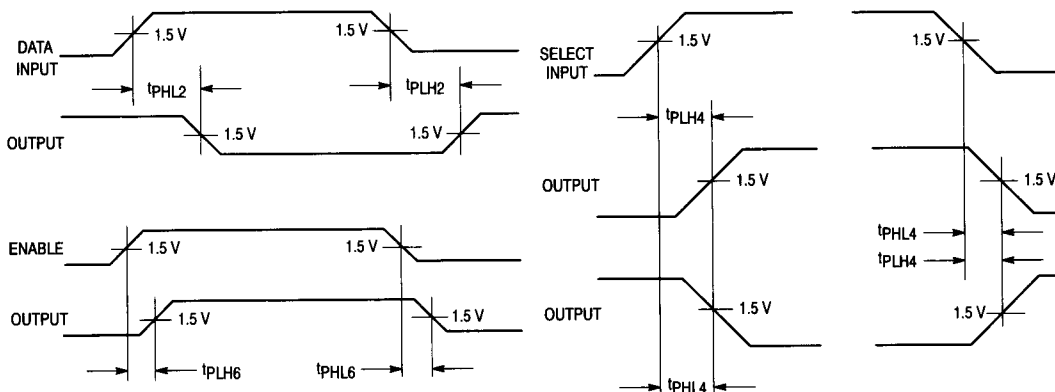 DATA INPUT
1.5 V
1.5 V
tPHL2
tPLH2
OUTPUT
1.5 V
1.5 V
ENABLE
1.5 V
1.5 V
OUTPUT
1.5 V
1.5 V
tPLH6
tPHL6
SELECT INPUT
1.5 V
1.5 V
tPLH4
OUTPUT
1.5 V
1.5 V
tPHL4
tPLH4
OUTPUT
1.5 V
1.5 V
tPHL4